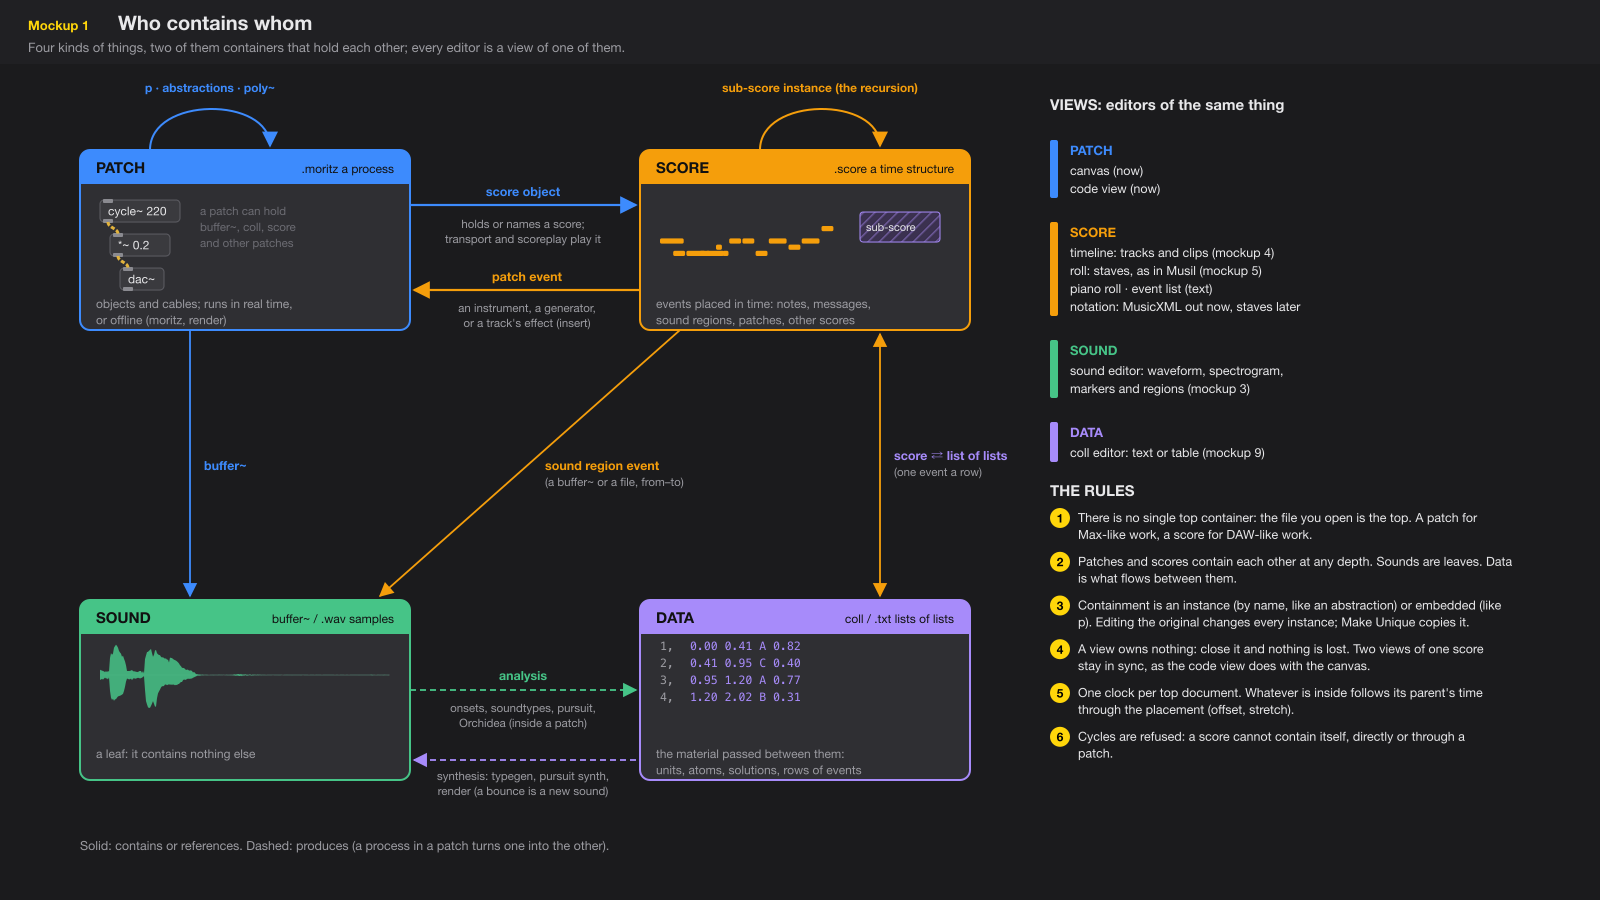 Mockup 1 Who contains whom
Four kinds of things, two of them containers that hold each other; every editor is a view of one of them.
p · abstractions · poly~
sub-score instance (the recursion)
PATCH .moritz a process
cycle~ 220
*~ 0.2
dac~
a patch can hold
buffer~, coll, score
and other patches
objects and cables; runs in real time,
or offline (moritz, render)
score object
holds or names a score;
transport and scoreplay play it
patch event
an instrument, a generator,
or a track's effect (insert)
SCORE .score a time structure
sub-score
events placed in time: notes, messages,
sound regions, patches, other scores
buffer~
sound region event
(a buffer~ or a file, from–to)
score ⇄ list of lists
(one event a row)
SOUND buffer~ / .wav samples
a leaf: it contains nothing else
analysis
onsets, soundtypes, pursuit,
Orchidea (inside a patch)
synthesis: typegen, pursuit synth,
render (a bounce is a new sound)
DATA coll / .txt lists of lists
1, 0.00 0.41 A 0.82
2, 0.41 0.95 C 0.40
3, 0.95 1.20 A 0.77
4, 1.20 2.02 B 0.31
the material passed between them:
units, atoms, solutions, rows of events
Solid: contains or references. Dashed: produces (a process in a patch turns one into the other).
VIEWS: editors of the same thing
PATCH
canvas (now)
code view (now)
SCORE
timeline: tracks and clips (mockup 4)
roll: staves, as in Musil (mockup 5)
piano roll · event list (text)
notation: MusicXML out now, staves later
SOUND
sound editor: waveform, spectrogram,
markers and regions (mockup 3)
DATA
coll editor: text or table (mockup 9)
THE RULES
1 There is no single top container: the file you open is the top. A patch for
Max-like work, a score for DAW-like work.
2 Patches and scores contain each other at any depth. Sounds are leaves. Data
is what flows between them.
3 Containment is an instance (by name, like an abstraction) or embedded (like
p). Editing the original changes every instance; Make Unique copies it.
4 A view owns nothing: close it and nothing is lost. Two views of one score
stay in sync, as the code view does with the canvas.
5 One clock per top document. Whatever is inside follows its parent's time
through the placement (offset, stretch).
6 Cycles are refused: a score cannot contain itself, directly or through a
patch.